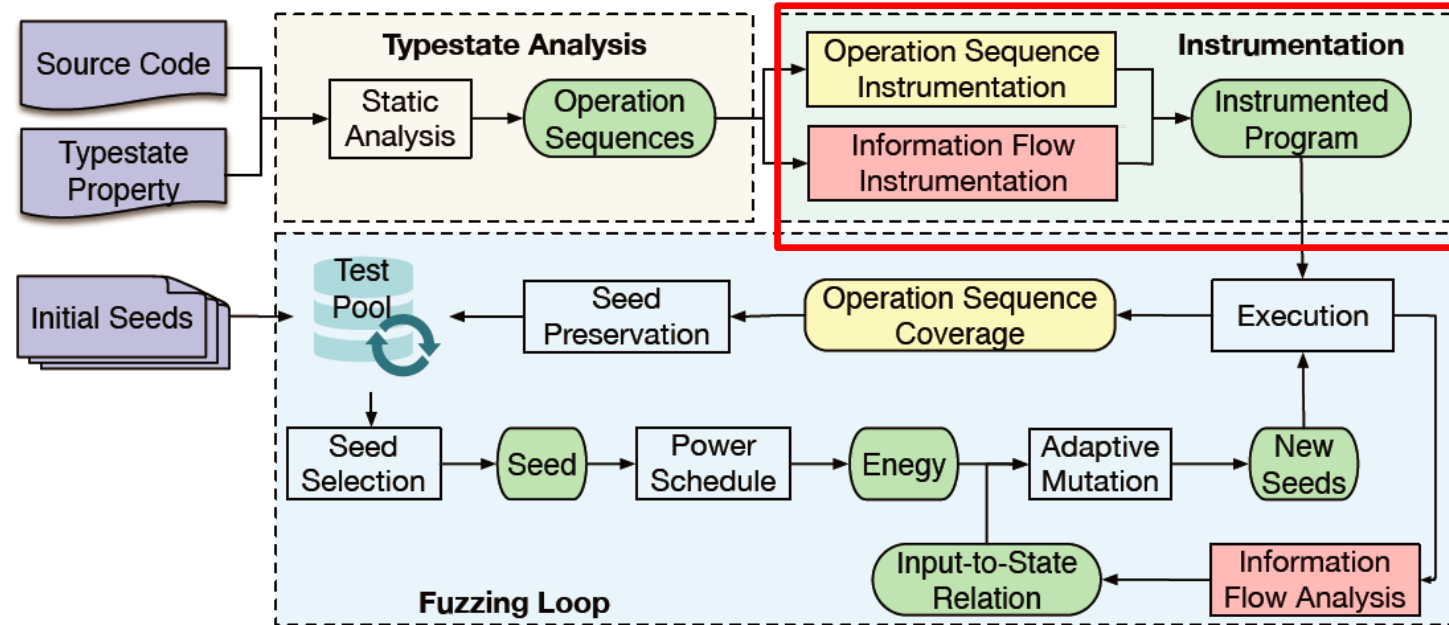 Source Code
Typestate
Property
Typestate Analysis
Static
Analysis
Operation
Sequences
Instrumentation
Operation Sequence
Instrumentation
Information Flow
Instrumentation
Instrumented
Program
Initial Seeds
Test
Pool
Seed
Preservation
Operation Sequence
Coverage
Execution
Seed
Selection
Seed
Power
Schedule
Enegy
Adaptive
Mutation
New
Seeds
Input-to-State
Relation
Information
Flow Analysis
Fuzzing Loop